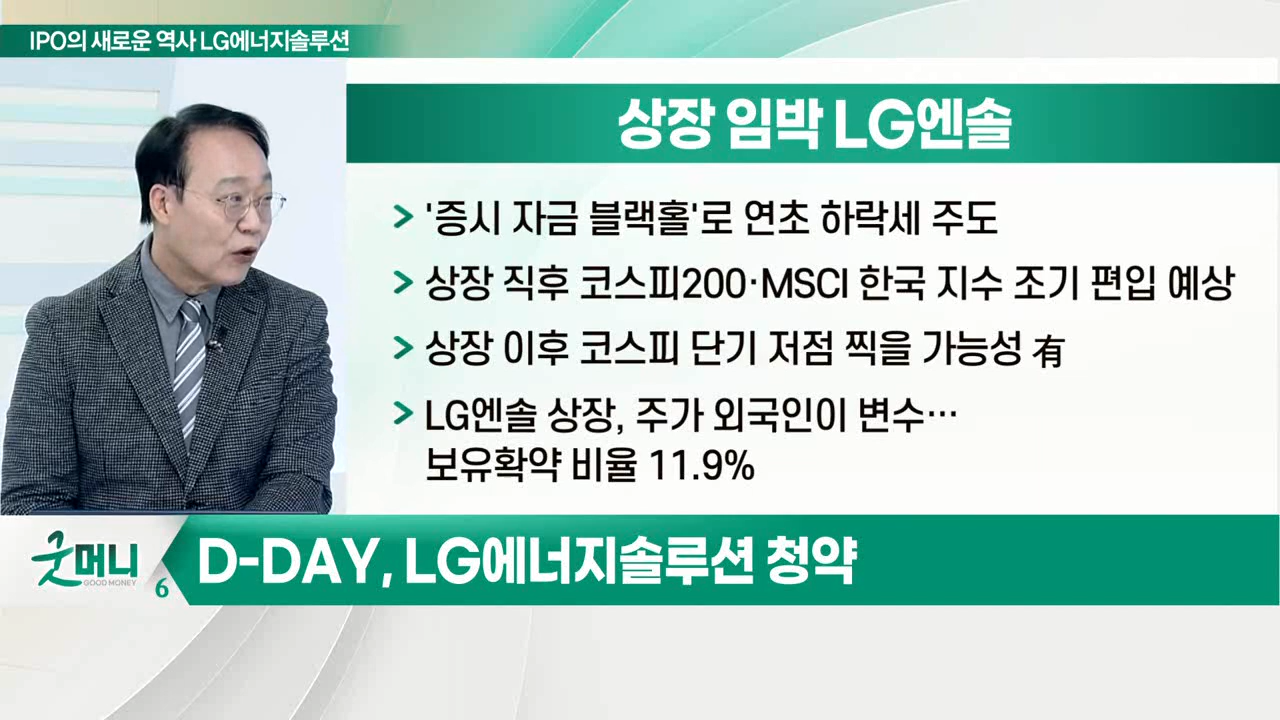 IPO의 새로운 역사 LG에너지솔루션
상장 임박 LG엔솔
> '증시 자금 블랙홀'로 연초 하락세 주도
> 상장 직후 코스피200·MSCI 한국 지수 조기 편입 예상
> 상장 이후 코스피 단기 저점 찍을 가능성 有
> LG엔솔 상장, 주가 외국인이 변수…
보유확약 비율 11.9%
굿머니
GOOD MONEY
6
D-DAY, LG에너지솔루션 청약